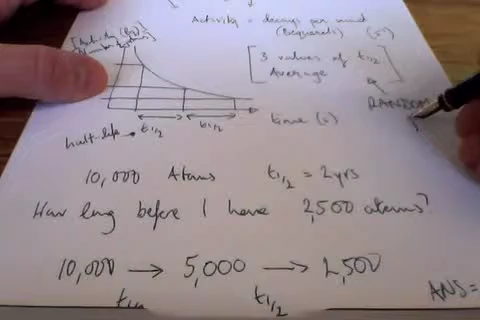 Activity = decays per unit
(becquerels) (s⁻¹)
[Activity (Bq)
[3 values of t₁/₂
Average]
RANDOM
half-life → t₁/₂ t₁/₂ time (s)
10,000 Atoms t₁/₂ = 2yrs
How long before I have 2,500 atoms?
10,000 → 5,000 → 2,500
t₁/₂ t₁/₂
ANS =